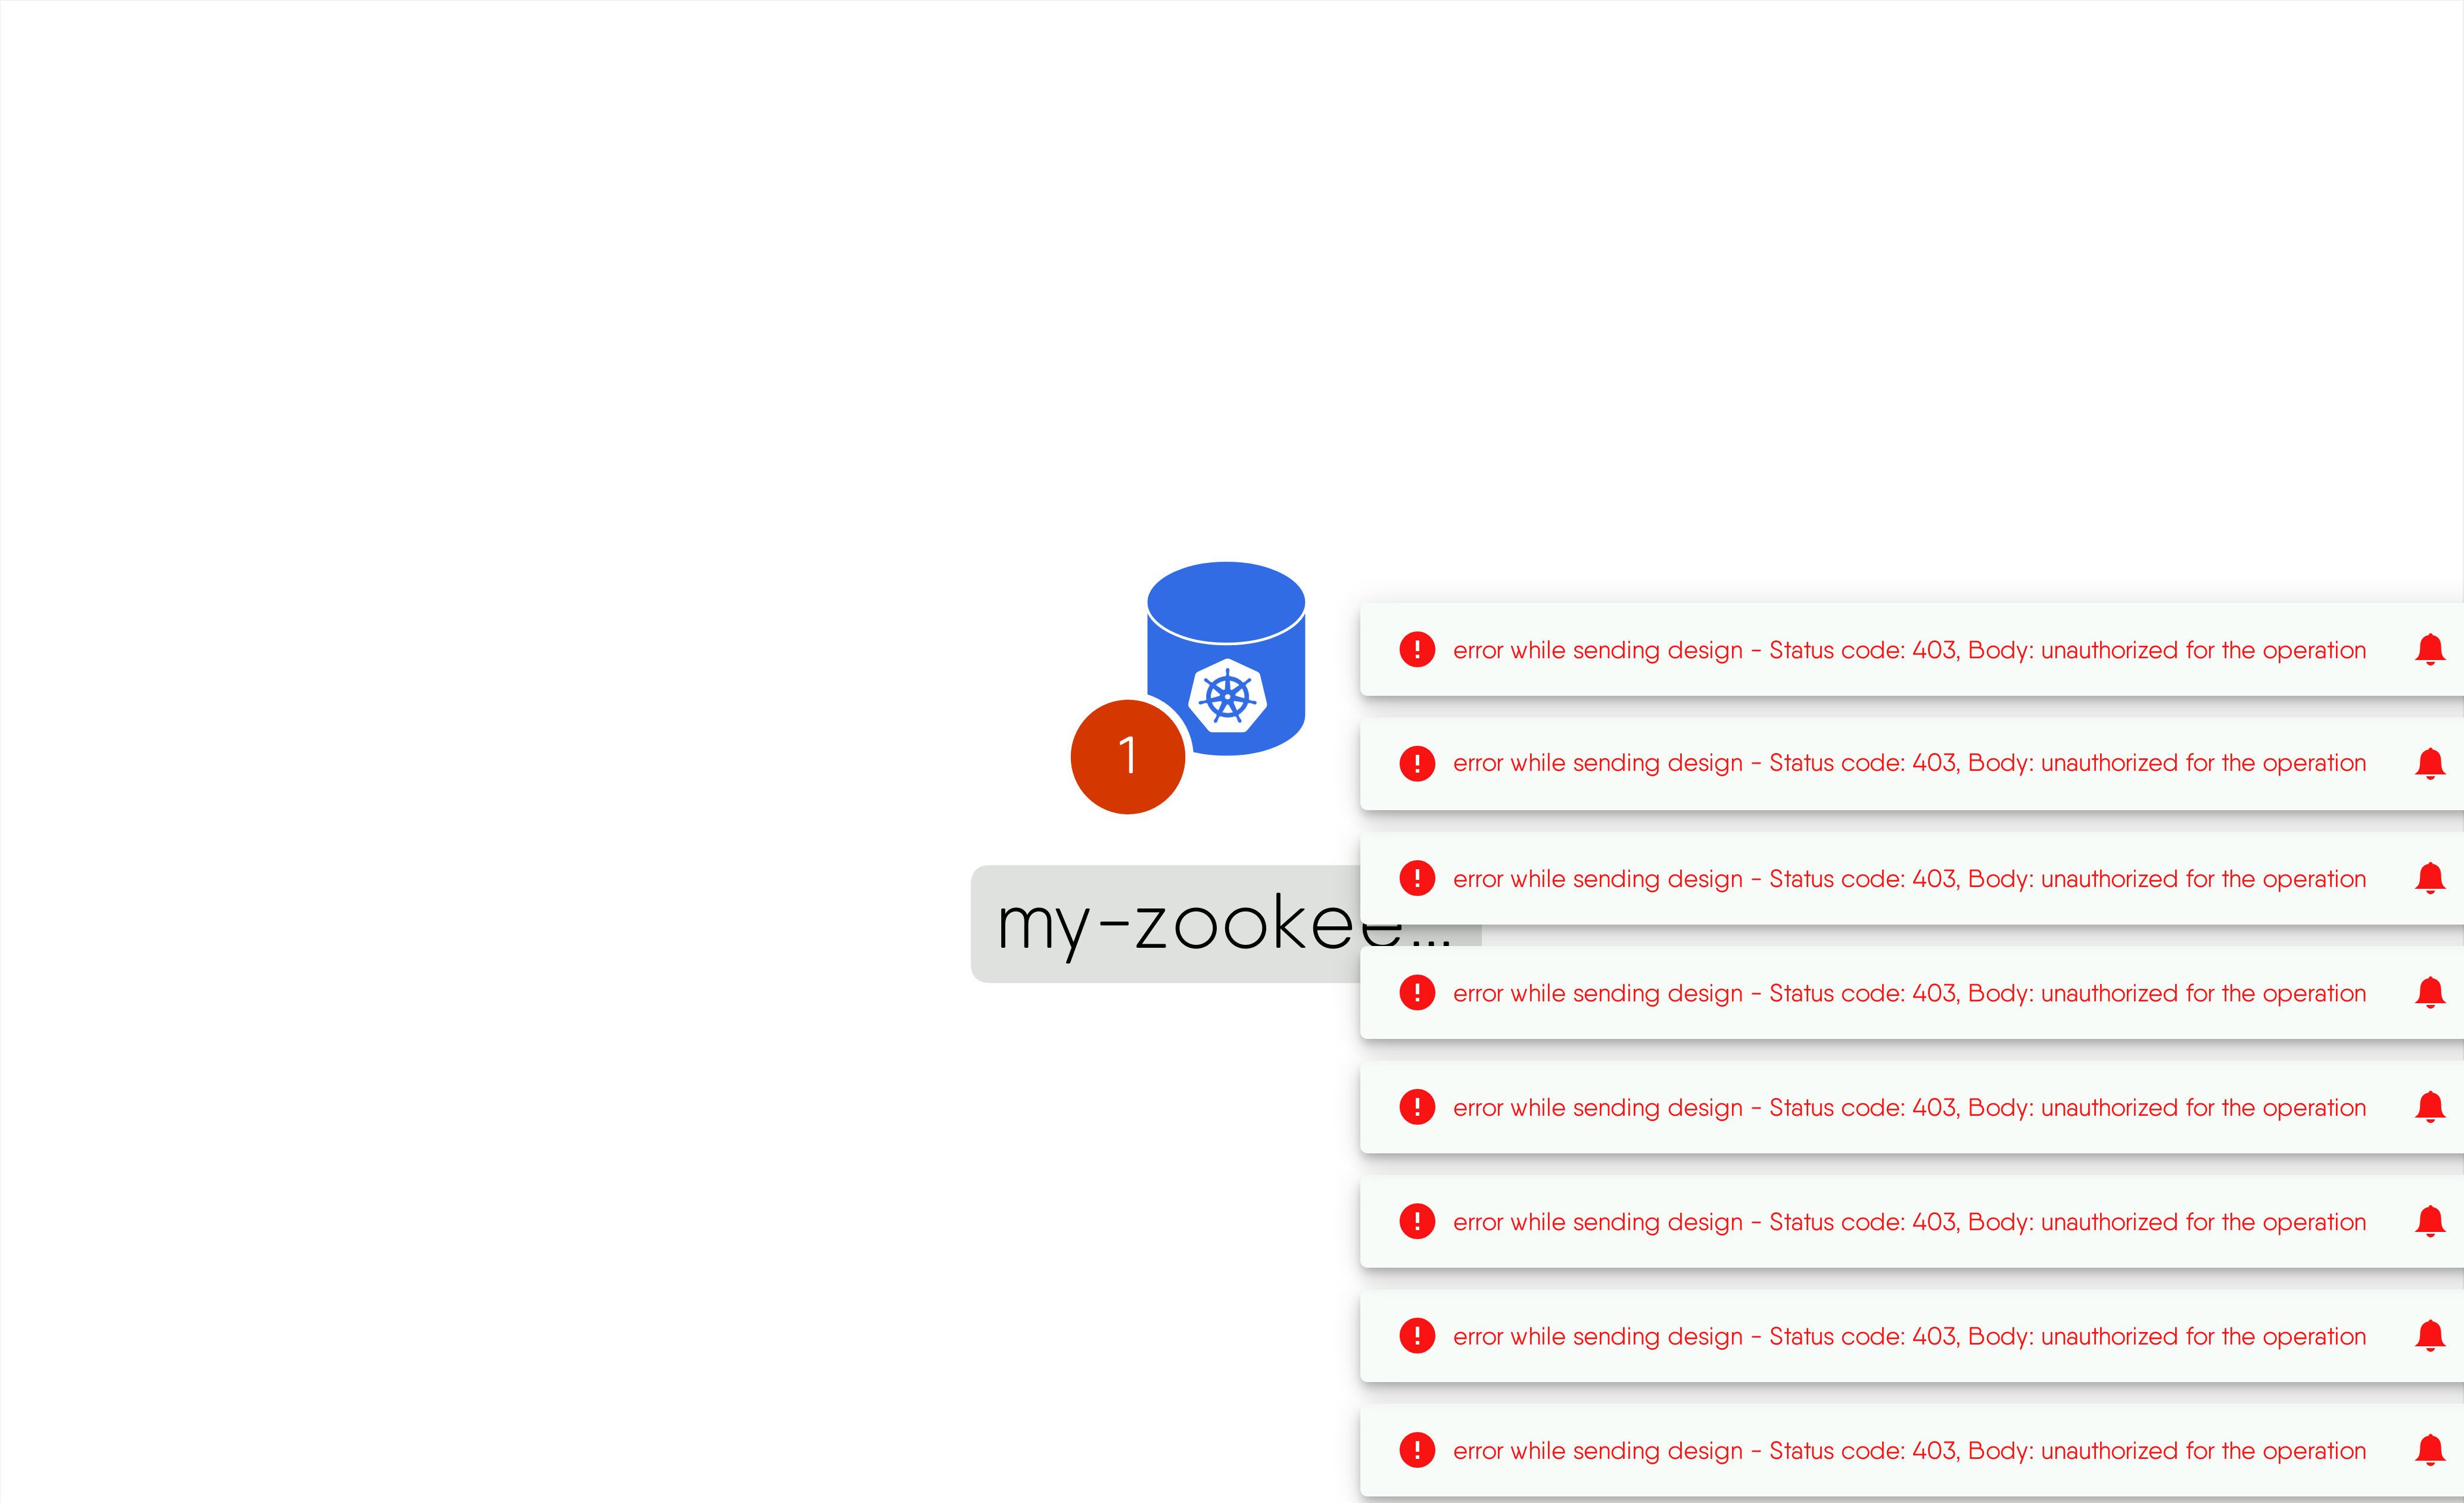 1
my-zookee...
error while sending design - Status code: 403, Body: unauthorized for the operation
error while sending design - Status code: 403, Body: unauthorized for the operation
error while sending design - Status code: 403, Body: unauthorized for the operation
error while sending design - Status code: 403, Body: unauthorized for the operation
error while sending design - Status code: 403, Body: unauthorized for the operation
error while sending design - Status code: 403, Body: unauthorized for the operation
error while sending design - Status code: 403, Body: unauthorized for the operation
error while sending design - Status code: 403, Body: unauthorized for the operation